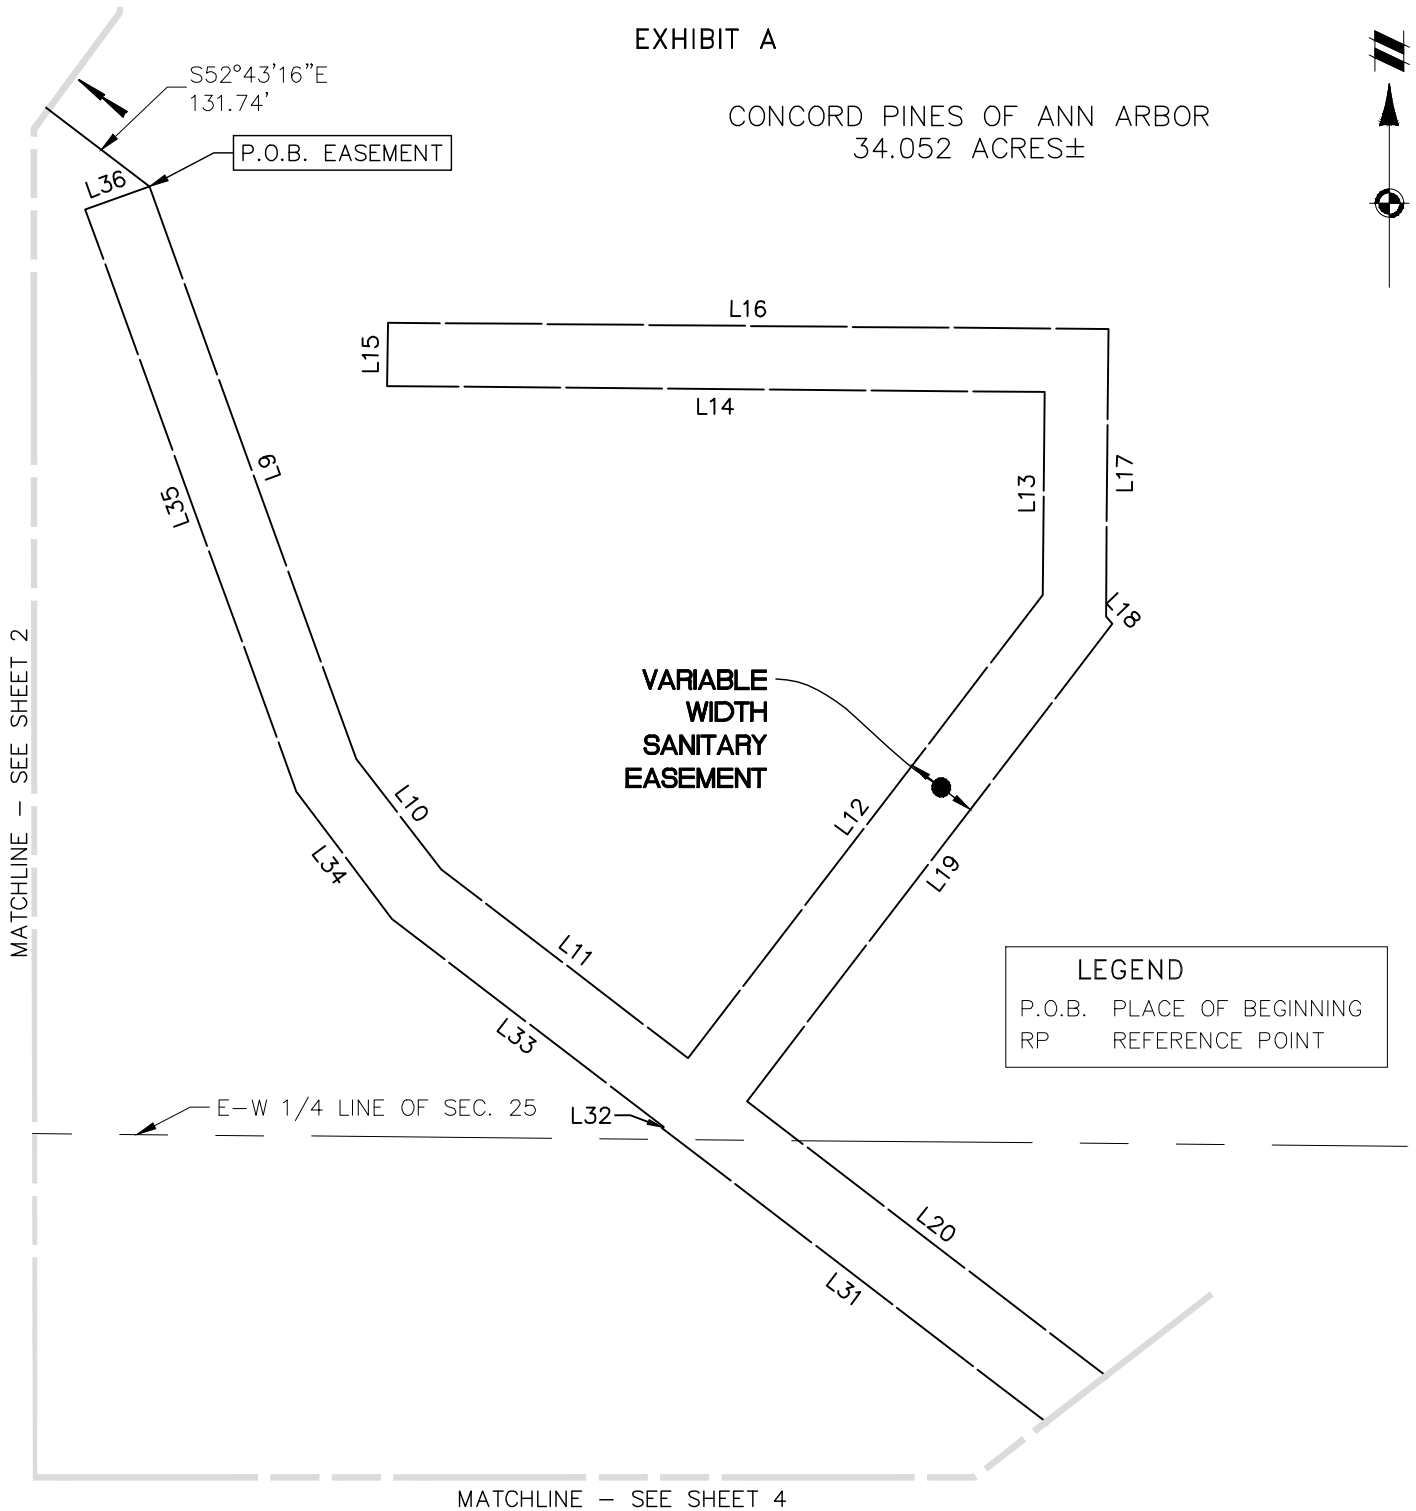 EXHIBIT A
S52°43'16"E
131.74'
CONCORD PINES OF ANN ARBOR
34.052 ACRES±
P.O.B. EASEMENT
L36
L16
L15
L14
L9
L35
L13
L17
L18
MATCHLINE – SEE SHEET 2
VARIABLE
WIDTH
SANITARY
EASEMENT
L10
L12
L34
L19
L11
L33
LEGEND
P.O.B. PLACE OF BEGINNING
RP REFERENCE POINT
E–W 1/4 LINE OF SEC. 25
L32
L20
L31
MATCHLINE – SEE SHEET 4